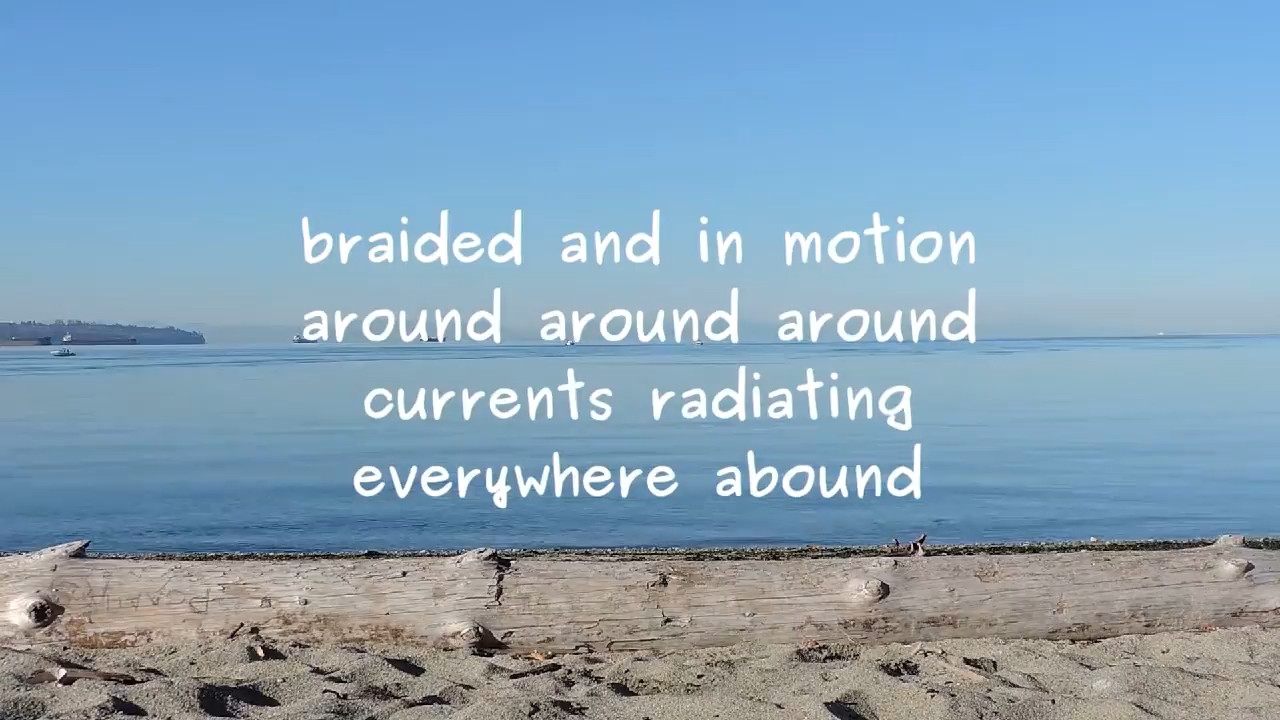 braided and in motion
around around around
currents radiating
everywhere abound